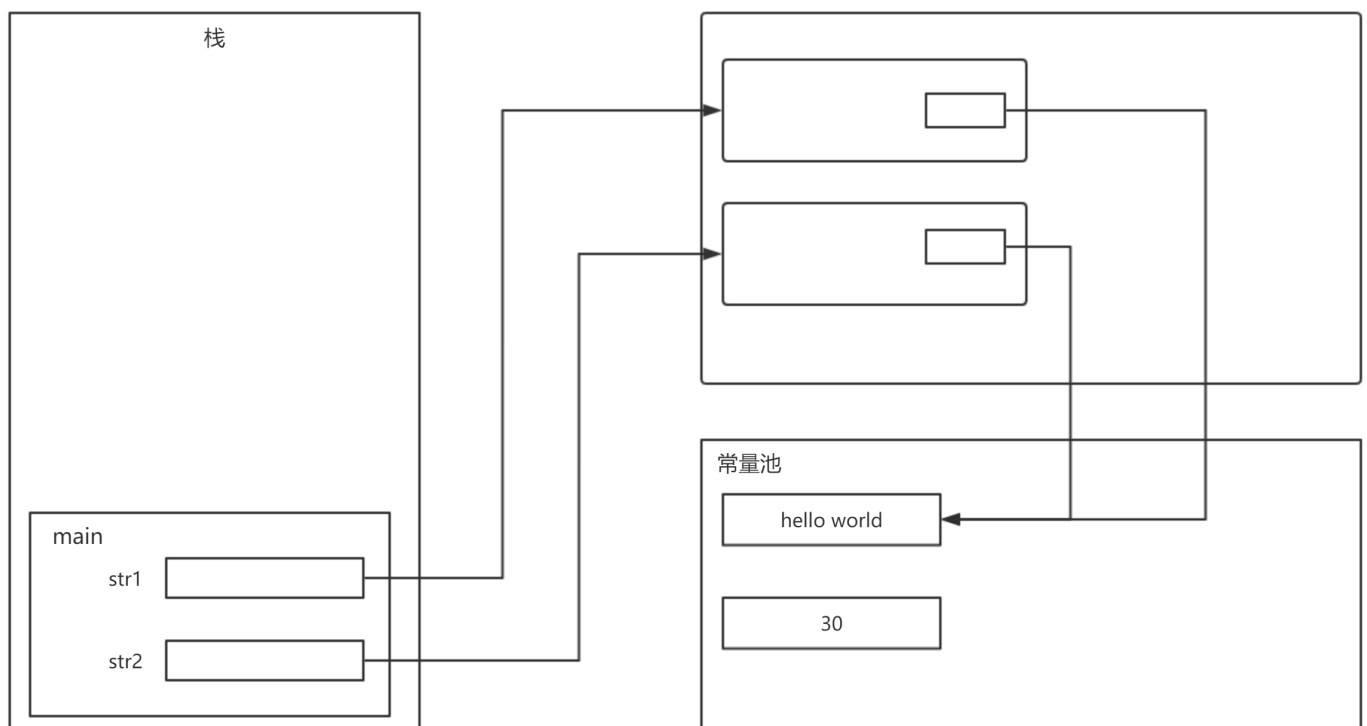 栈
main
str1
str2
常量池
hello world
30